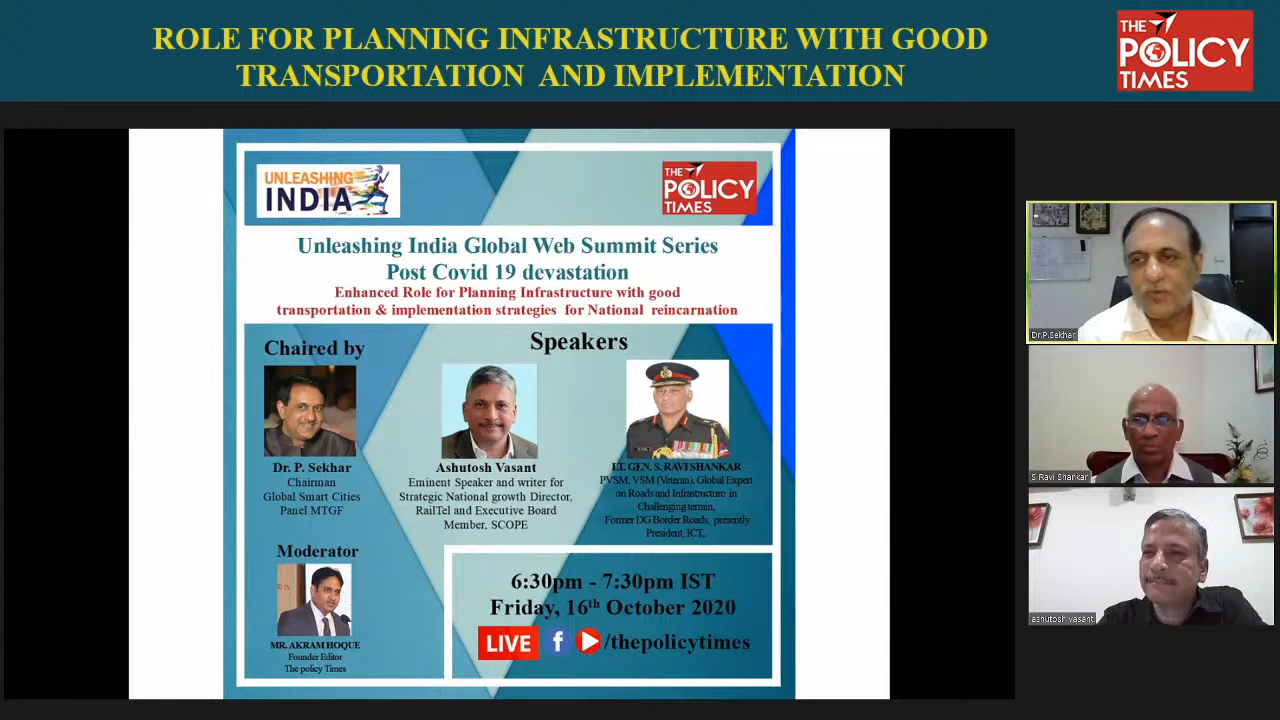 ROLE FOR PLANNING INFRASTRUCTURE WITH GOOD
TRANSPORTATION AND IMPLEMENTATION
THE
POLICY
TIMES
UNLEASHING
INDIA
THE
POLICY
TIMES
Unleashing India Global Web Summit Series
Post Covid 19 devastation
Enhanced Role for Planning Infrastructure with good
transportation & implementation strategies for National reincarnation
Chaired by
Dr. P. Sekhar
Chairman
Global Smart Cities
Panel MTGF
Speakers
Ashutosh Vasant
Eminent Speaker and writer for
Strategic National growth Director,
RailTel and Executive Board
Member, SCOPE
LT. GEN. S. RAVI SHANKAR
PVSM, VSM (Veteran), Global Expert
on Roads and Infrastructure in
Challenging terrain,
Former DG Border Roads, presently
President, ICT,.
Moderator
MR. AKRAM HOQUE
Founder Editor
The policy Times
6:30pm - 7:30pm IST
Friday, 16th October 2020
LIVE f /thepolicytimes
Dr.P.Sekhar
S Ravi Shankar
ashutosh vasant